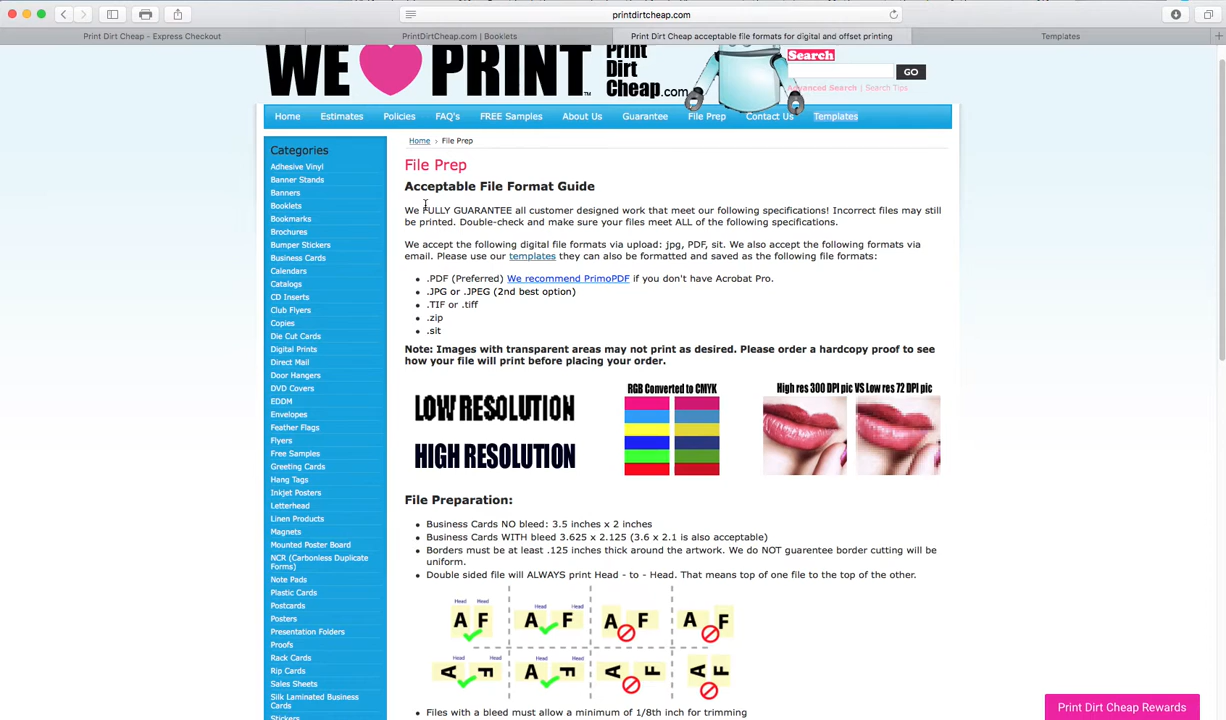 printdirtcheap.com
Print Dirt Cheap - Express Checkout
PrintDirtCheap.com | Booklets
Print Dirt Cheap acceptable file formats for digital and offset printing
Templates
WE PRINT™
Print
Dirt
Cheap.com
Search
GO
Advanced Search | Search Tips
Home
Estimates
Policies
FAQ's
FREE Samples
About Us
Guarantee
File Prep
Contact Us
Templates
Categories
Adhesive Vinyl
Banner Stands
Banners
Booklets
Bookmarks
Brochures
Bumper Stickers
Business Cards
Calendars
Catalogs
CD Inserts
Club Flyers
Copies
Die Cut Cards
Digital Prints
Direct Mail
Door Hangers
DVD Covers
EDDM
Envelopes
Feather Flags
Flyers
Free Samples
Greeting Cards
Hang Tags
Inkjet Posters
Letterhead
Linen Products
Magnets
Mounted Poster Board
NCR (Carbonless Duplicate
Forms)
Note Pads
Plastic Cards
Postcards
Posters
Presentation Folders
Proofs
Rack Cards
Rip Cards
Sales Sheets
Silk Laminated Business
Cards
Stickers
Home › File Prep
File Prep
Acceptable File Format Guide
We FULLY GUARANTEE all customer designed work that meet our following specifications! Incorrect files may still
be printed. Double-check and make sure your files meet ALL of the following specifications.
We accept the following digital file formats via upload: jpg, PDF, sit. We also accept the following formats via
email. Please use our templates they can also be formatted and saved as the following file formats:
• .PDF (Preferred) We recommend PrimoPDF if you don't have Acrobat Pro.
• .JPG or .JPEG (2nd best option)
• .TIF or .tiff
• .zip
• .sit
Note: Images with transparent areas may not print as desired. Please order a hardcopy proof to see
how your file will print before placing your order.
LOW RESOLUTION
HIGH RESOLUTION
RGB Converted to CMYK
High res 300 DPI pic VS Low res 72 DPI pic
File Preparation:
• Business Cards NO bleed: 3.5 inches x 2 inches
• Business Cards WITH bleed 3.625 x 2.125 (3.6 x 2.1 is also acceptable)
• Borders must be at least .125 inches thick around the artwork. We do NOT guarentee border cutting will be
uniform.
• Double sided file will ALWAYS print Head - to - Head. That means top of one file to the top of the other.
Head Head Head Head
A F A F A F A F
Head Head Head Head
A F A F A F A F
• Files with a bleed must allow a minimum of 1/8th inch for trimming
Print Dirt Cheap Rewards